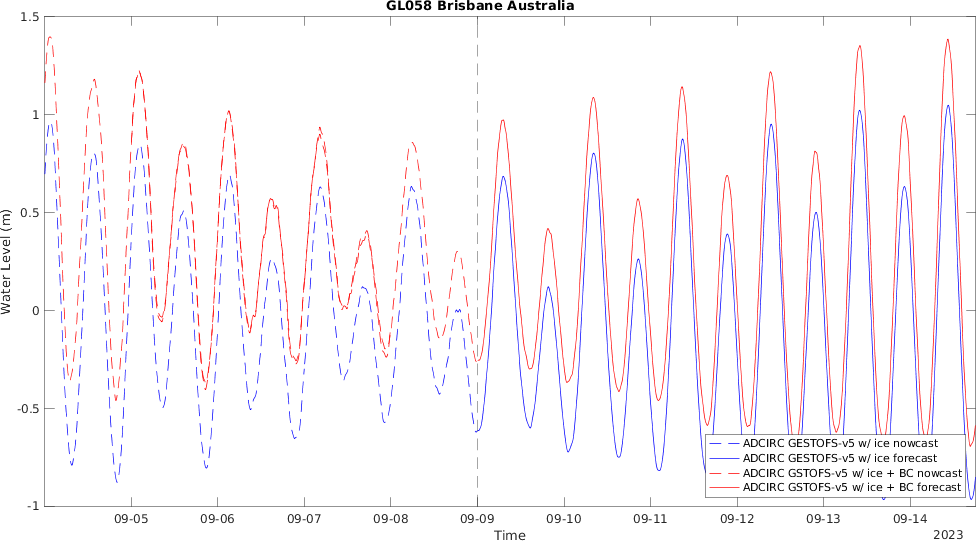 GL058 Brisbane Australia
1.5
1
0.5
0
-0.5
-1
Water Level (m)
09-05 09-06 09-07 09-08 09-09 09-10 09-11 09-12 09-13 09-14
Time
2023
ADCIRC GESTOFS-v5 w/ ice nowcast
ADCIRC GESTOFS-v5 w/ ice forecast
ADCIRC GSTOFS-v5 w/ ice + BC nowcast
ADCIRC GSTOFS-v5 w/ ice + BC forecast